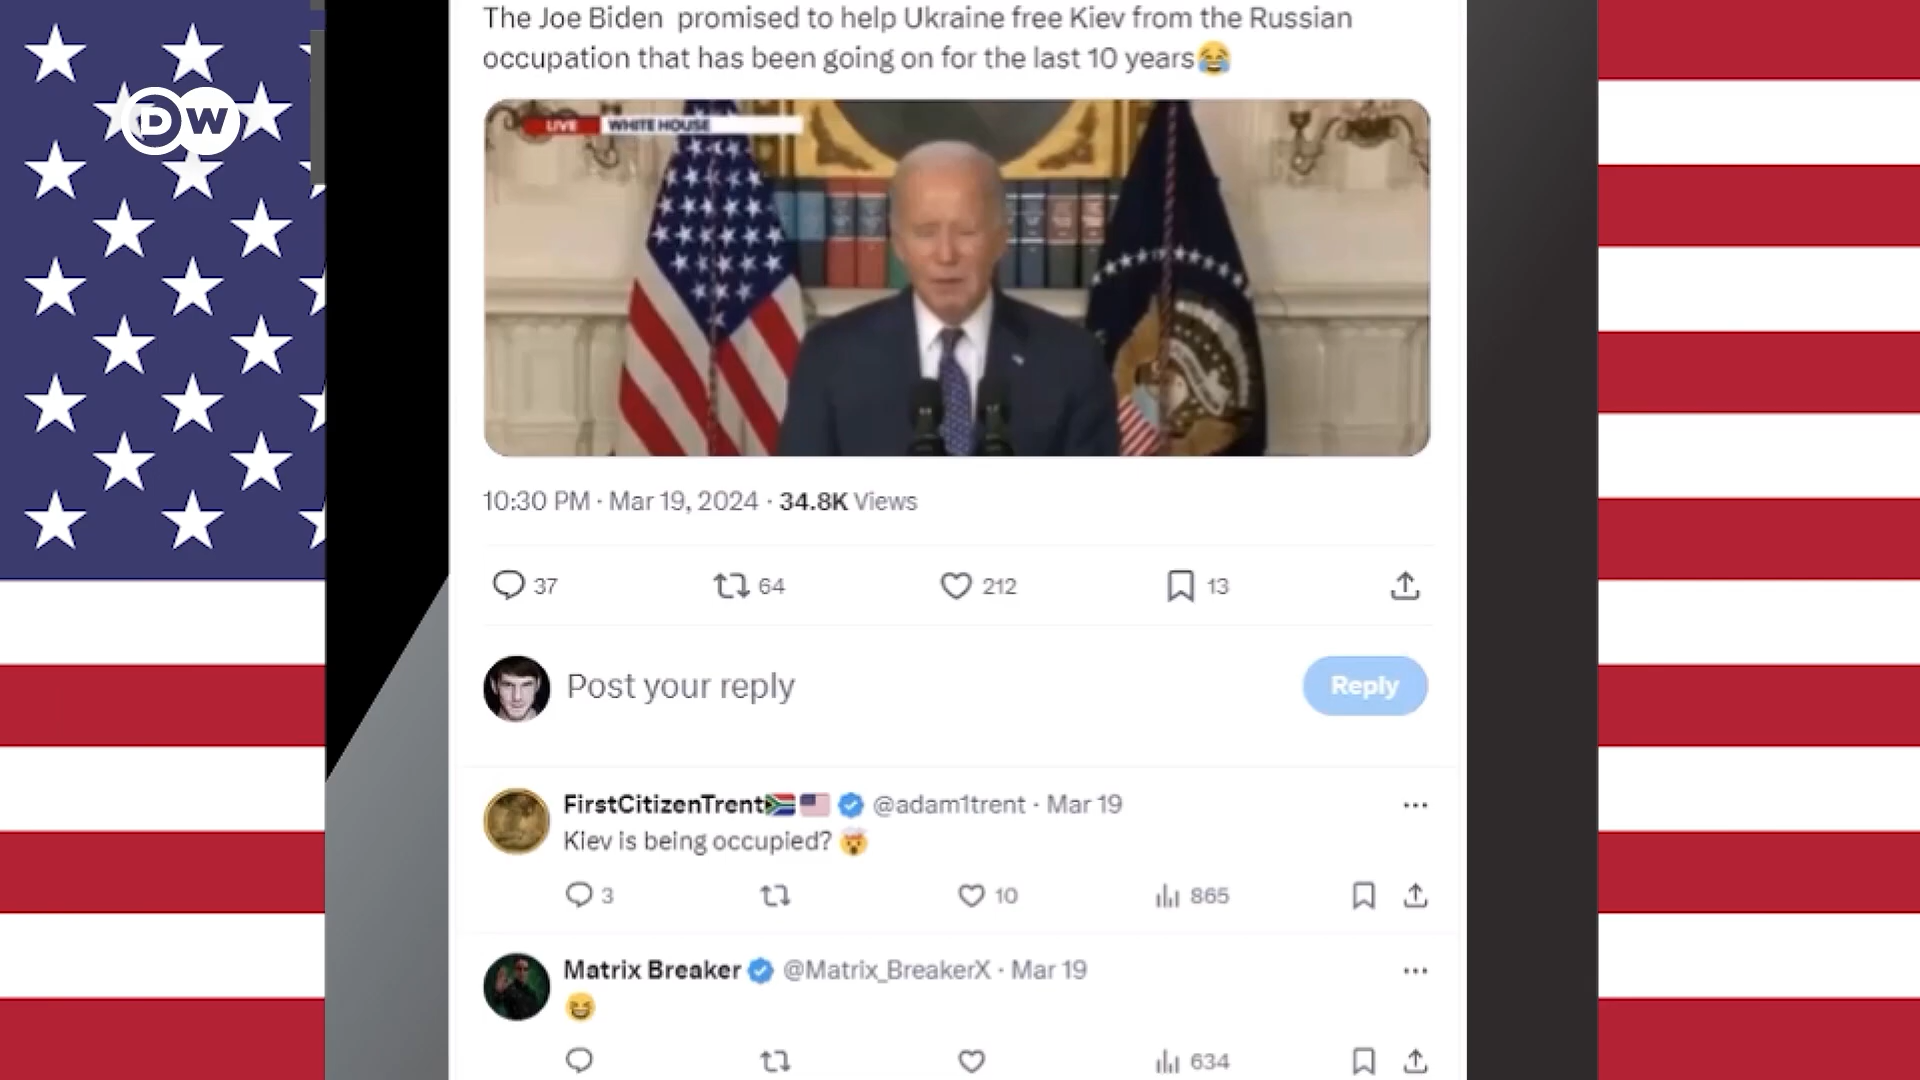 The Joe Biden promised to help Ukraine free Kiev from the Russian
occupation that has been going on for the last 10 years😂
DW
LIVE WHITE HOUSE
10:30 PM · Mar 19, 2024 · 34.8K Views
37 64 212 13
Post your reply Reply
FirstCitizenTrent🇿🇦🇺🇸 @adam1trent · Mar 19
Kiev is being occupied? 🤯
3 10 865
Matrix Breaker @Matrix_BreakerX · Mar 19
😆
634